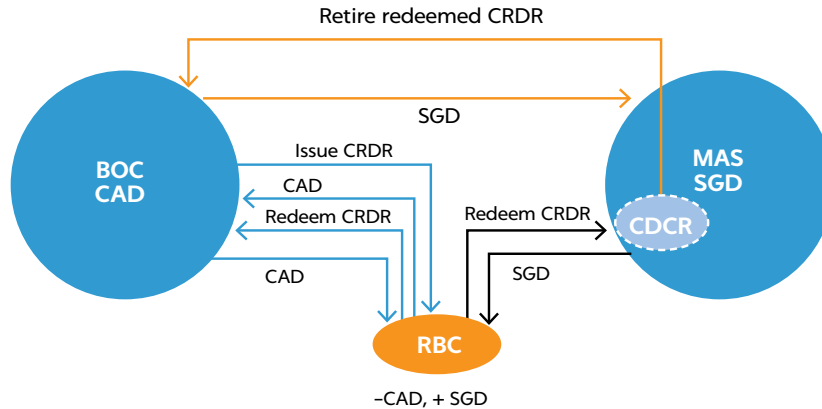 Retire redeemed CRDR
SGD
BOC
CAD
Issue CRDR
CAD
Redeem CRDR
CAD
MAS
SGD
CDCR
Redeem CRDR
SGD
RBC
–CAD, + SGD